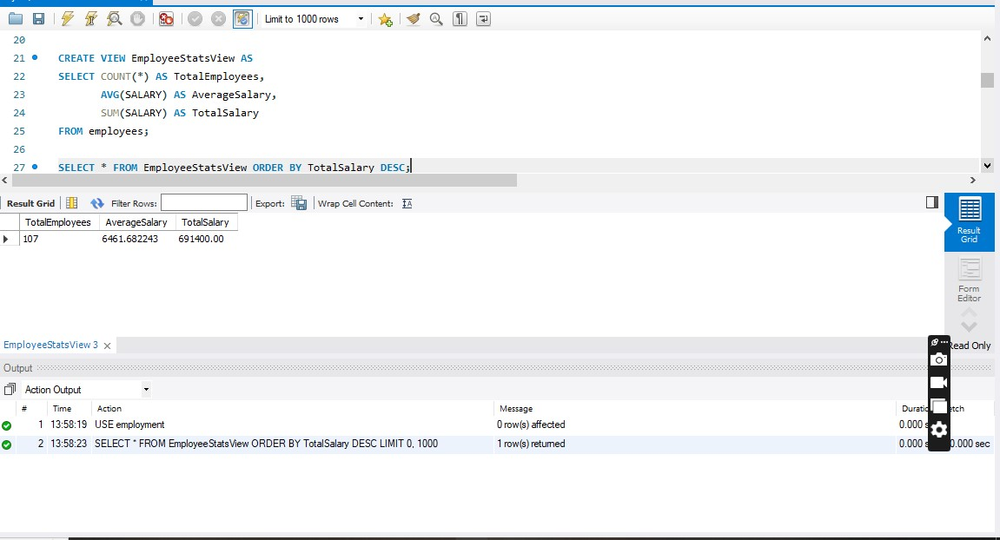 Limit to 1000 rows
20
21 CREATE VIEW EmployeeStatsView AS
22 SELECT COUNT(*) AS TotalEmployees,
23 AVG(SALARY) AS AverageSalary,
24 SUM(SALARY) AS TotalSalary
25 FROM employees;
26
27 SELECT * FROM EmployeeStatsView ORDER BY TotalSalary DESC;
Result Grid Filter Rows: Export: Wrap Cell Content:
TotalEmployees AverageSalary TotalSalary
107 6461.682243 691400.00
Result
Grid
Form
Editor
EmployeeStatsView 3 Read Only
Output
Action Output
# Time Action Message
1 13:58:19 USE employment 0 row(s) affected 0.000
2 13:58:23 SELECT * FROM EmployeeStatsView ORDER BY TotalSalary DESC LIMIT 0, 1000 1 row(s) returned 0.000 0.000 sec